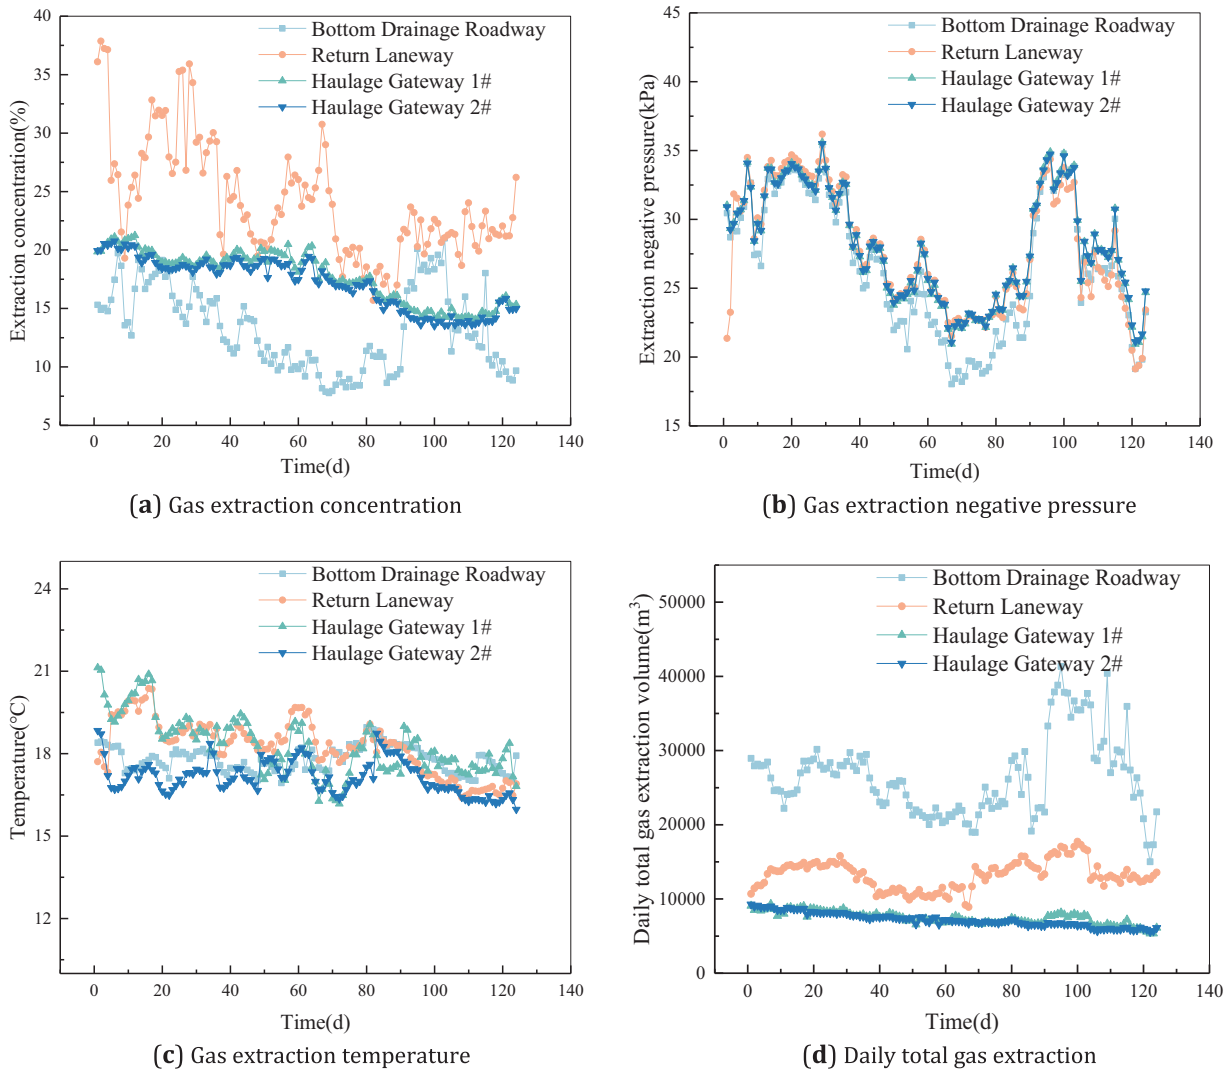 40
35
30
25
20
15
10
5
Extraction concentration(%)
Bottom Drainage Roadway
Return Laneway
Haulage Gateway 1#
Haulage Gateway 2#
0 20 40 60 80 100 120 140
Time(d)
(a) Gas extraction concentration
45
40
35
30
25
20
15
Extraction negative pressure(kPa)
Bottom Drainage Roadway
Return Laneway
Haulage Gateway 1#
Haulage Gateway 2#
0 20 40 60 80 100 120 140
Time(d)
(b) Gas extraction negative pressure
24
21
18
15
12
Temperature(°C)
Bottom Drainage Roadway
Return Laneway
Haulage Gateway 1#
Haulage Gateway 2#
0 20 40 60 80 100 120 140
Time(d)
(c) Gas extraction temperature
50000
40000
30000
20000
10000
0
Daily total gas extraction volume(m³)
Bottom Drainage Roadway
Return Laneway
Haulage Gateway 1#
Haulage Gateway 2#
0 20 40 60 80 100 120 140
Time(d)
(d) Daily total gas extraction